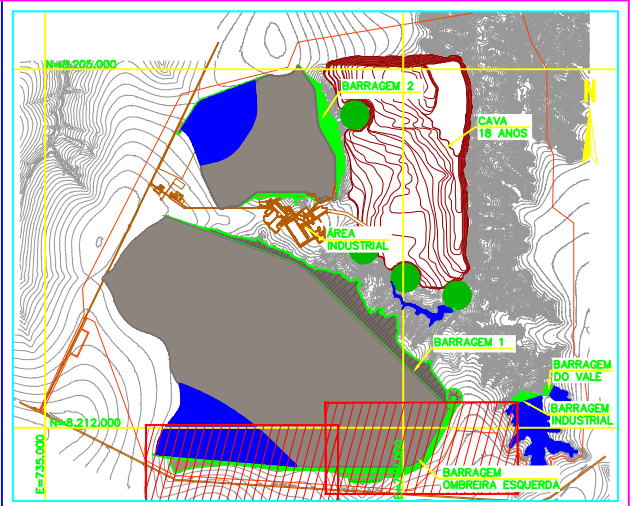 N=8.205.000
BARRAGEM 2
N
CAVA
18 ANOS
ÁREA
INDUSTRIAL
BARRAGEM 1
BARRAGEM
DO VALE
BARRAGEM
INDUSTRIAL
N=8.212.000
E=735.000
BARRAGEM
OMBREIRA ESQUERDA